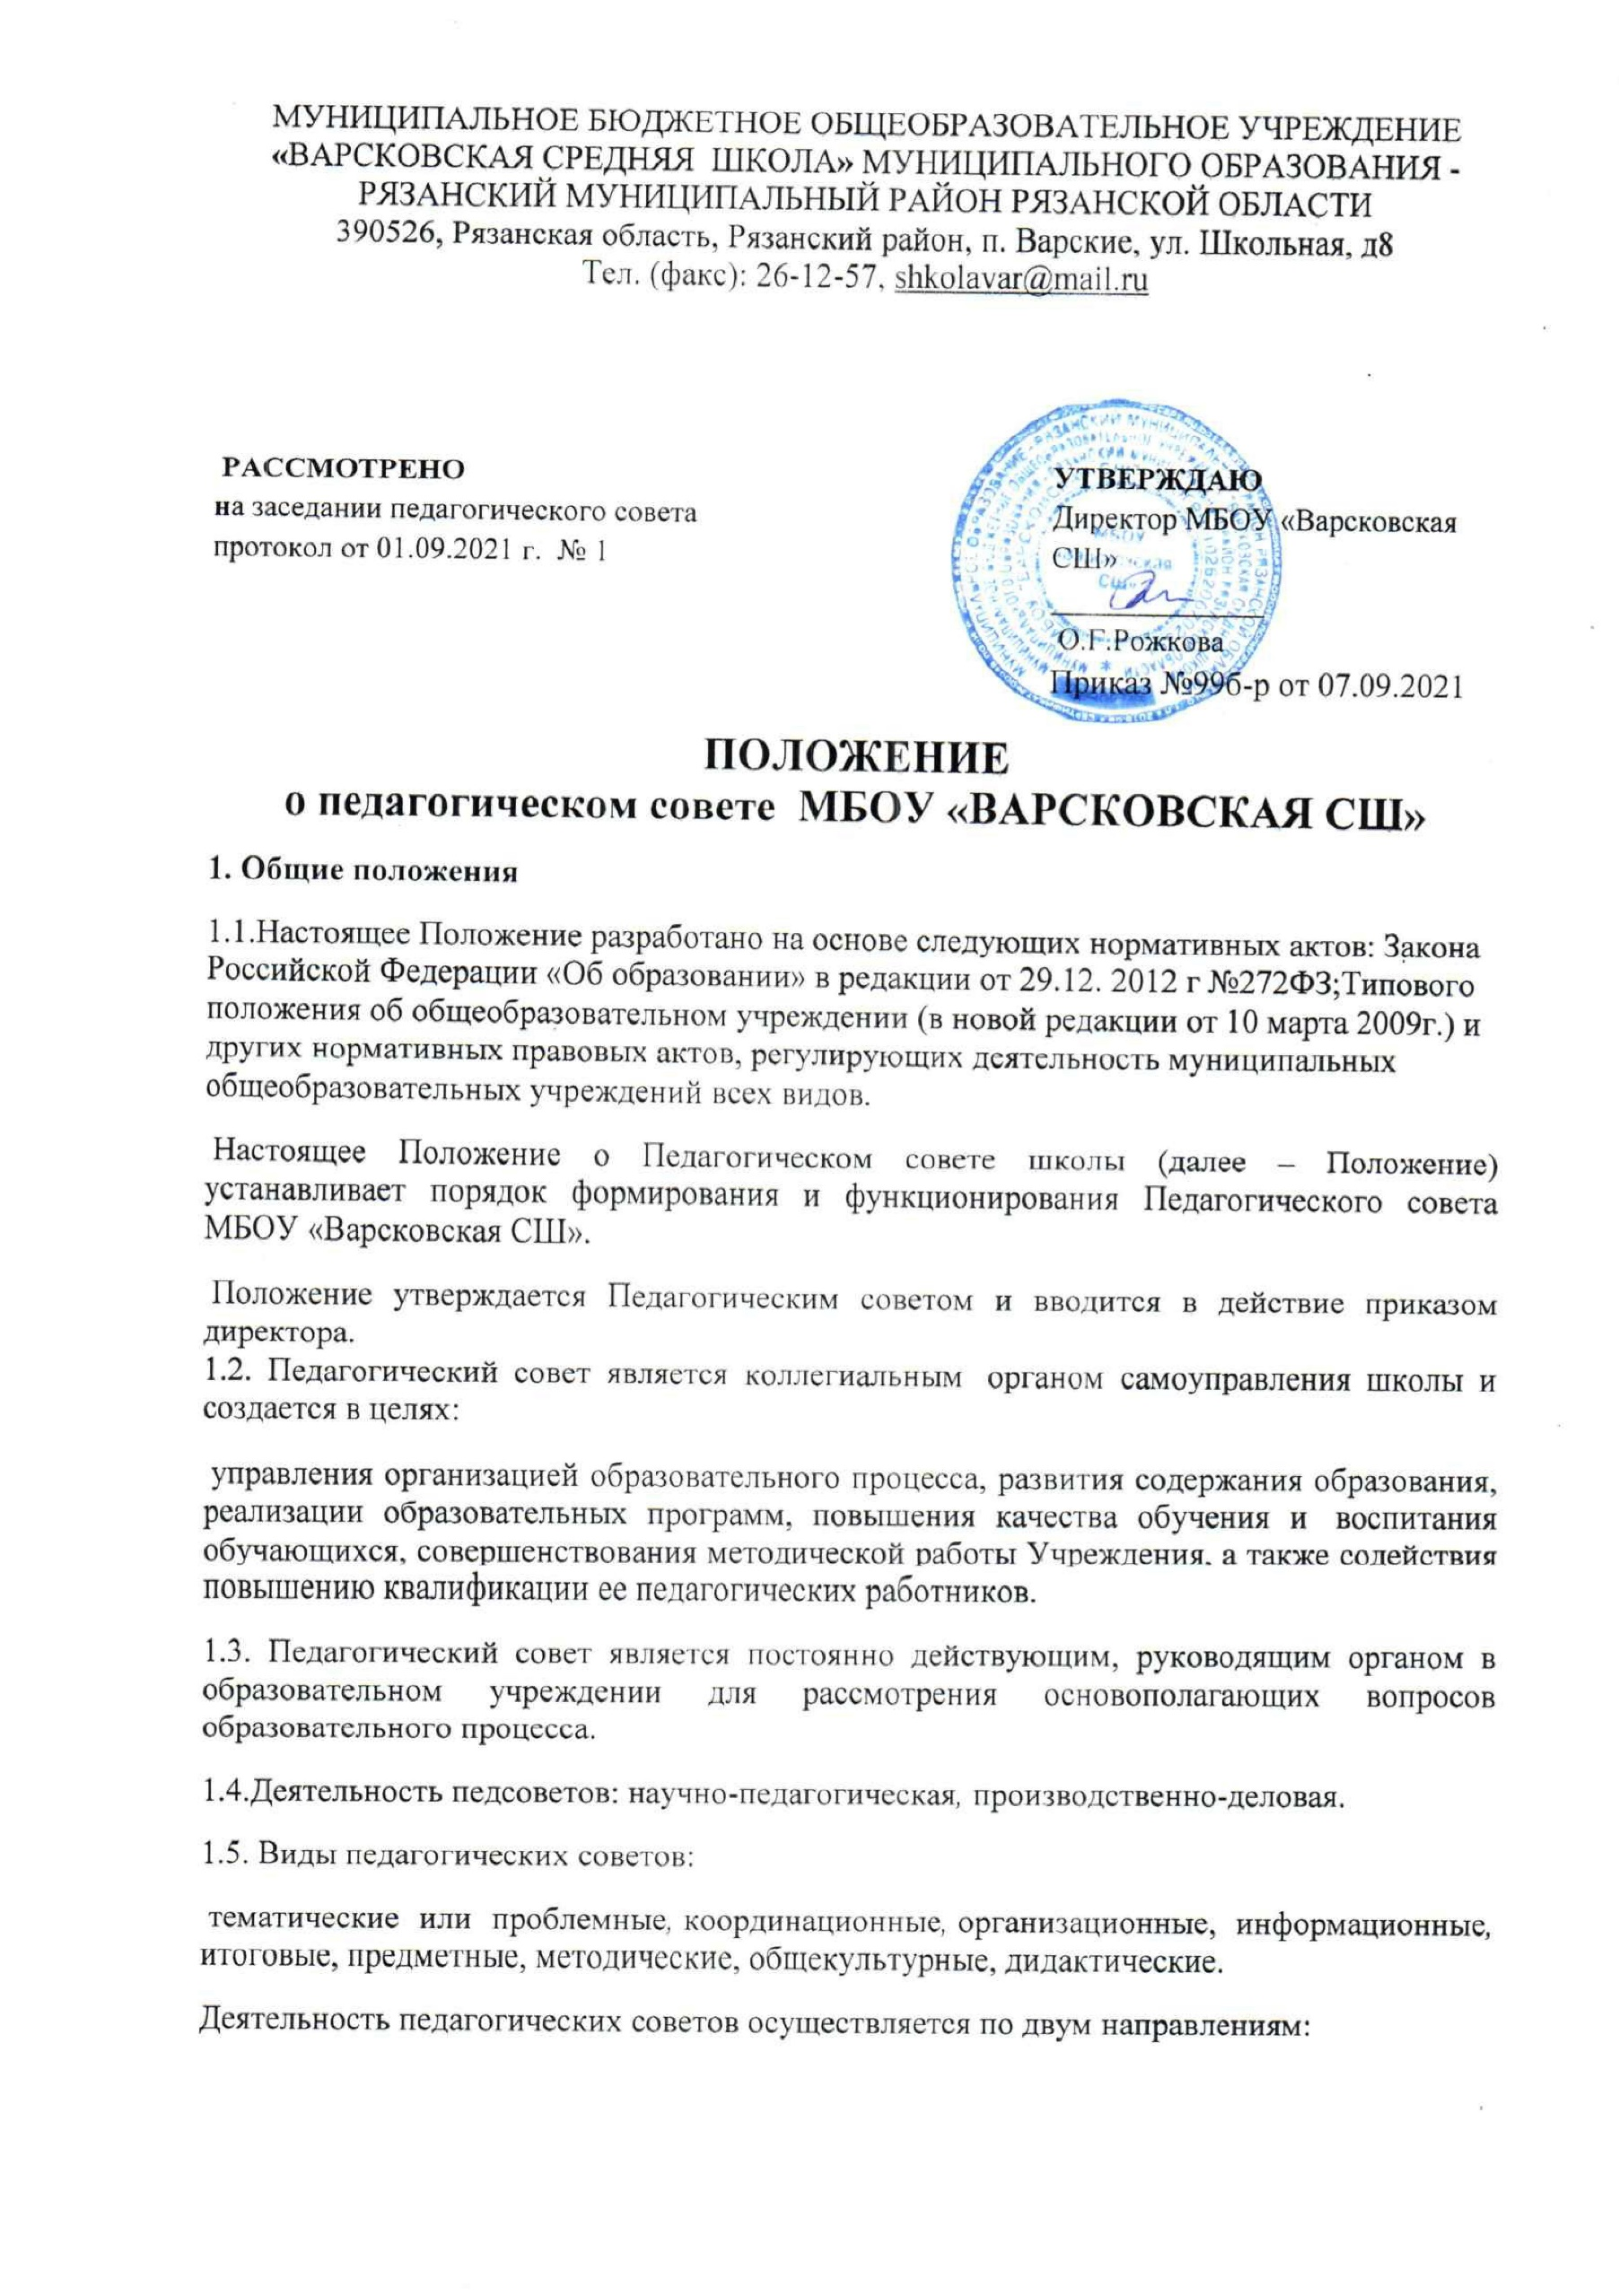 МУНИЦИПАЛЬНОЕ БЮДЖЕТНОЕ ОБЩЕОБРАЗОВАТЕЛЬНОЕ УЧРЕЖДЕНИЕ
«ВАРСКОВСКАЯ СРЕДНЯЯ ШКОЛА» МУНИЦИПАЛЬНОГО ОБРАЗОВАНИЯ -
РЯЗАНСКИЙ МУНИЦИПАЛЬНЫЙ РАЙОН РЯЗАНСКОЙ ОБЛАСТИ
390526, Рязанская область, Рязанский район, п. Варские, ул. Школьная, д8
Тел. (факс): 26-12-57, shkolavar@mail.ru
РАССМОТРЕНО
на заседании педагогического совета
протокол от 01.09.2021 г. № 1
УТВЕРЖДАЮ
Директор МБОУ «Варсковская
СШ»
О.Г.Рожкова
Приказ №99б-р от 07.09.2021
ПОЛОЖЕНИЕ
о педагогическом совете МБОУ «ВАРСКОВСКАЯ СШ»
1. Общие положения
1.1.Настоящее Положение разработано на основе следующих нормативных актов: Закона
Российской Федерации «Об образовании» в редакции от 29.12. 2012 г №272ФЗ;Типового
положения об общеобразовательном учреждении (в новой редакции от 10 марта 2009г.) и
других нормативных правовых актов, регулирующих деятельность муниципальных
общеобразовательных учреждений всех видов.
Настоящее Положение о Педагогическом совете школы (далее – Положение)
устанавливает порядок формирования и функционирования Педагогического совета
МБОУ «Варсковская СШ».
Положение утверждается Педагогическим советом и вводится в действие приказом
директора.
1.2. Педагогический совет является коллегиальным органом самоуправления школы и
создается в целях:
управления организацией образовательного процесса, развития содержания образования,
реализации образовательных программ, повышения качества обучения и воспитания
обучающихся, совершенствования методической работы Учреждения, а также содействия
повышению квалификации ее педагогических работников.
1.3. Педагогический совет является постоянно действующим, руководящим органом в
образовательном учреждении для рассмотрения основополагающих вопросов
образовательного процесса.
1.4.Деятельность педсоветов: научно-педагогическая, производственно-деловая.
1.5. Виды педагогических советов:
тематические или проблемные, координационные, организационные, информационные,
итоговые, предметные, методические, общекультурные, дидактические.
Деятельность педагогических советов осуществляется по двум направлениям: